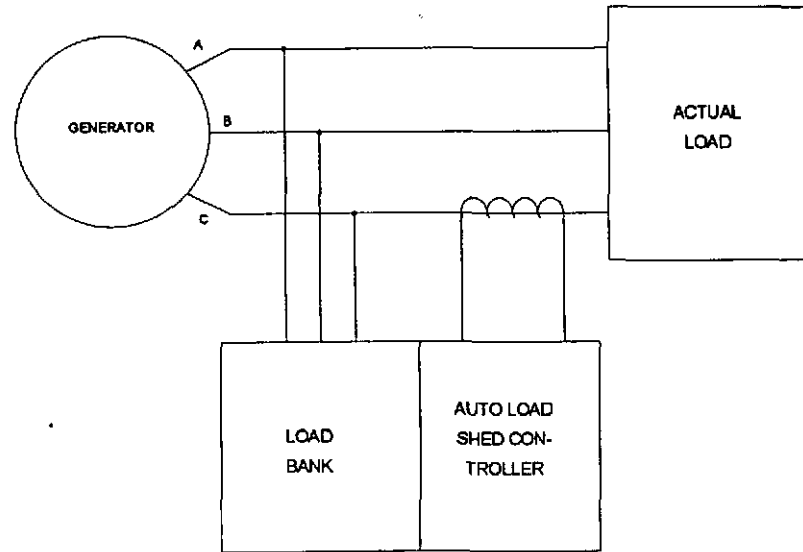 A
GENERATOR
B
C
ACTUAL
LOAD
LOAD
BANK
AUTO LOAD
SHED CON-
TROLLER